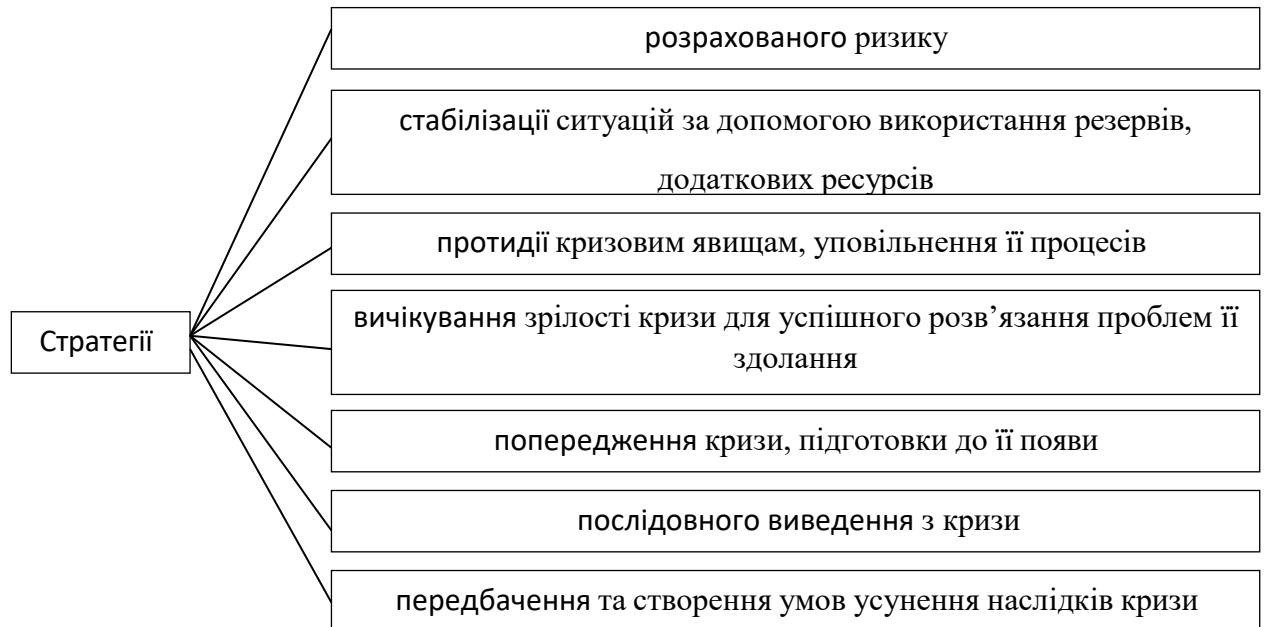 розрахованого ризику
стабілізації ситуацій за допомогою використання резервів,
додаткових ресурсів
протидії кризовим явищам, уповільнення її процесів
вичікування зрілості кризи для успішного розв’язання проблем її
здолання
Стратегії
попередження кризи, підготовки до її появи
послідовного виведення з кризи
передбачення та створення умов усунення наслідків кризи